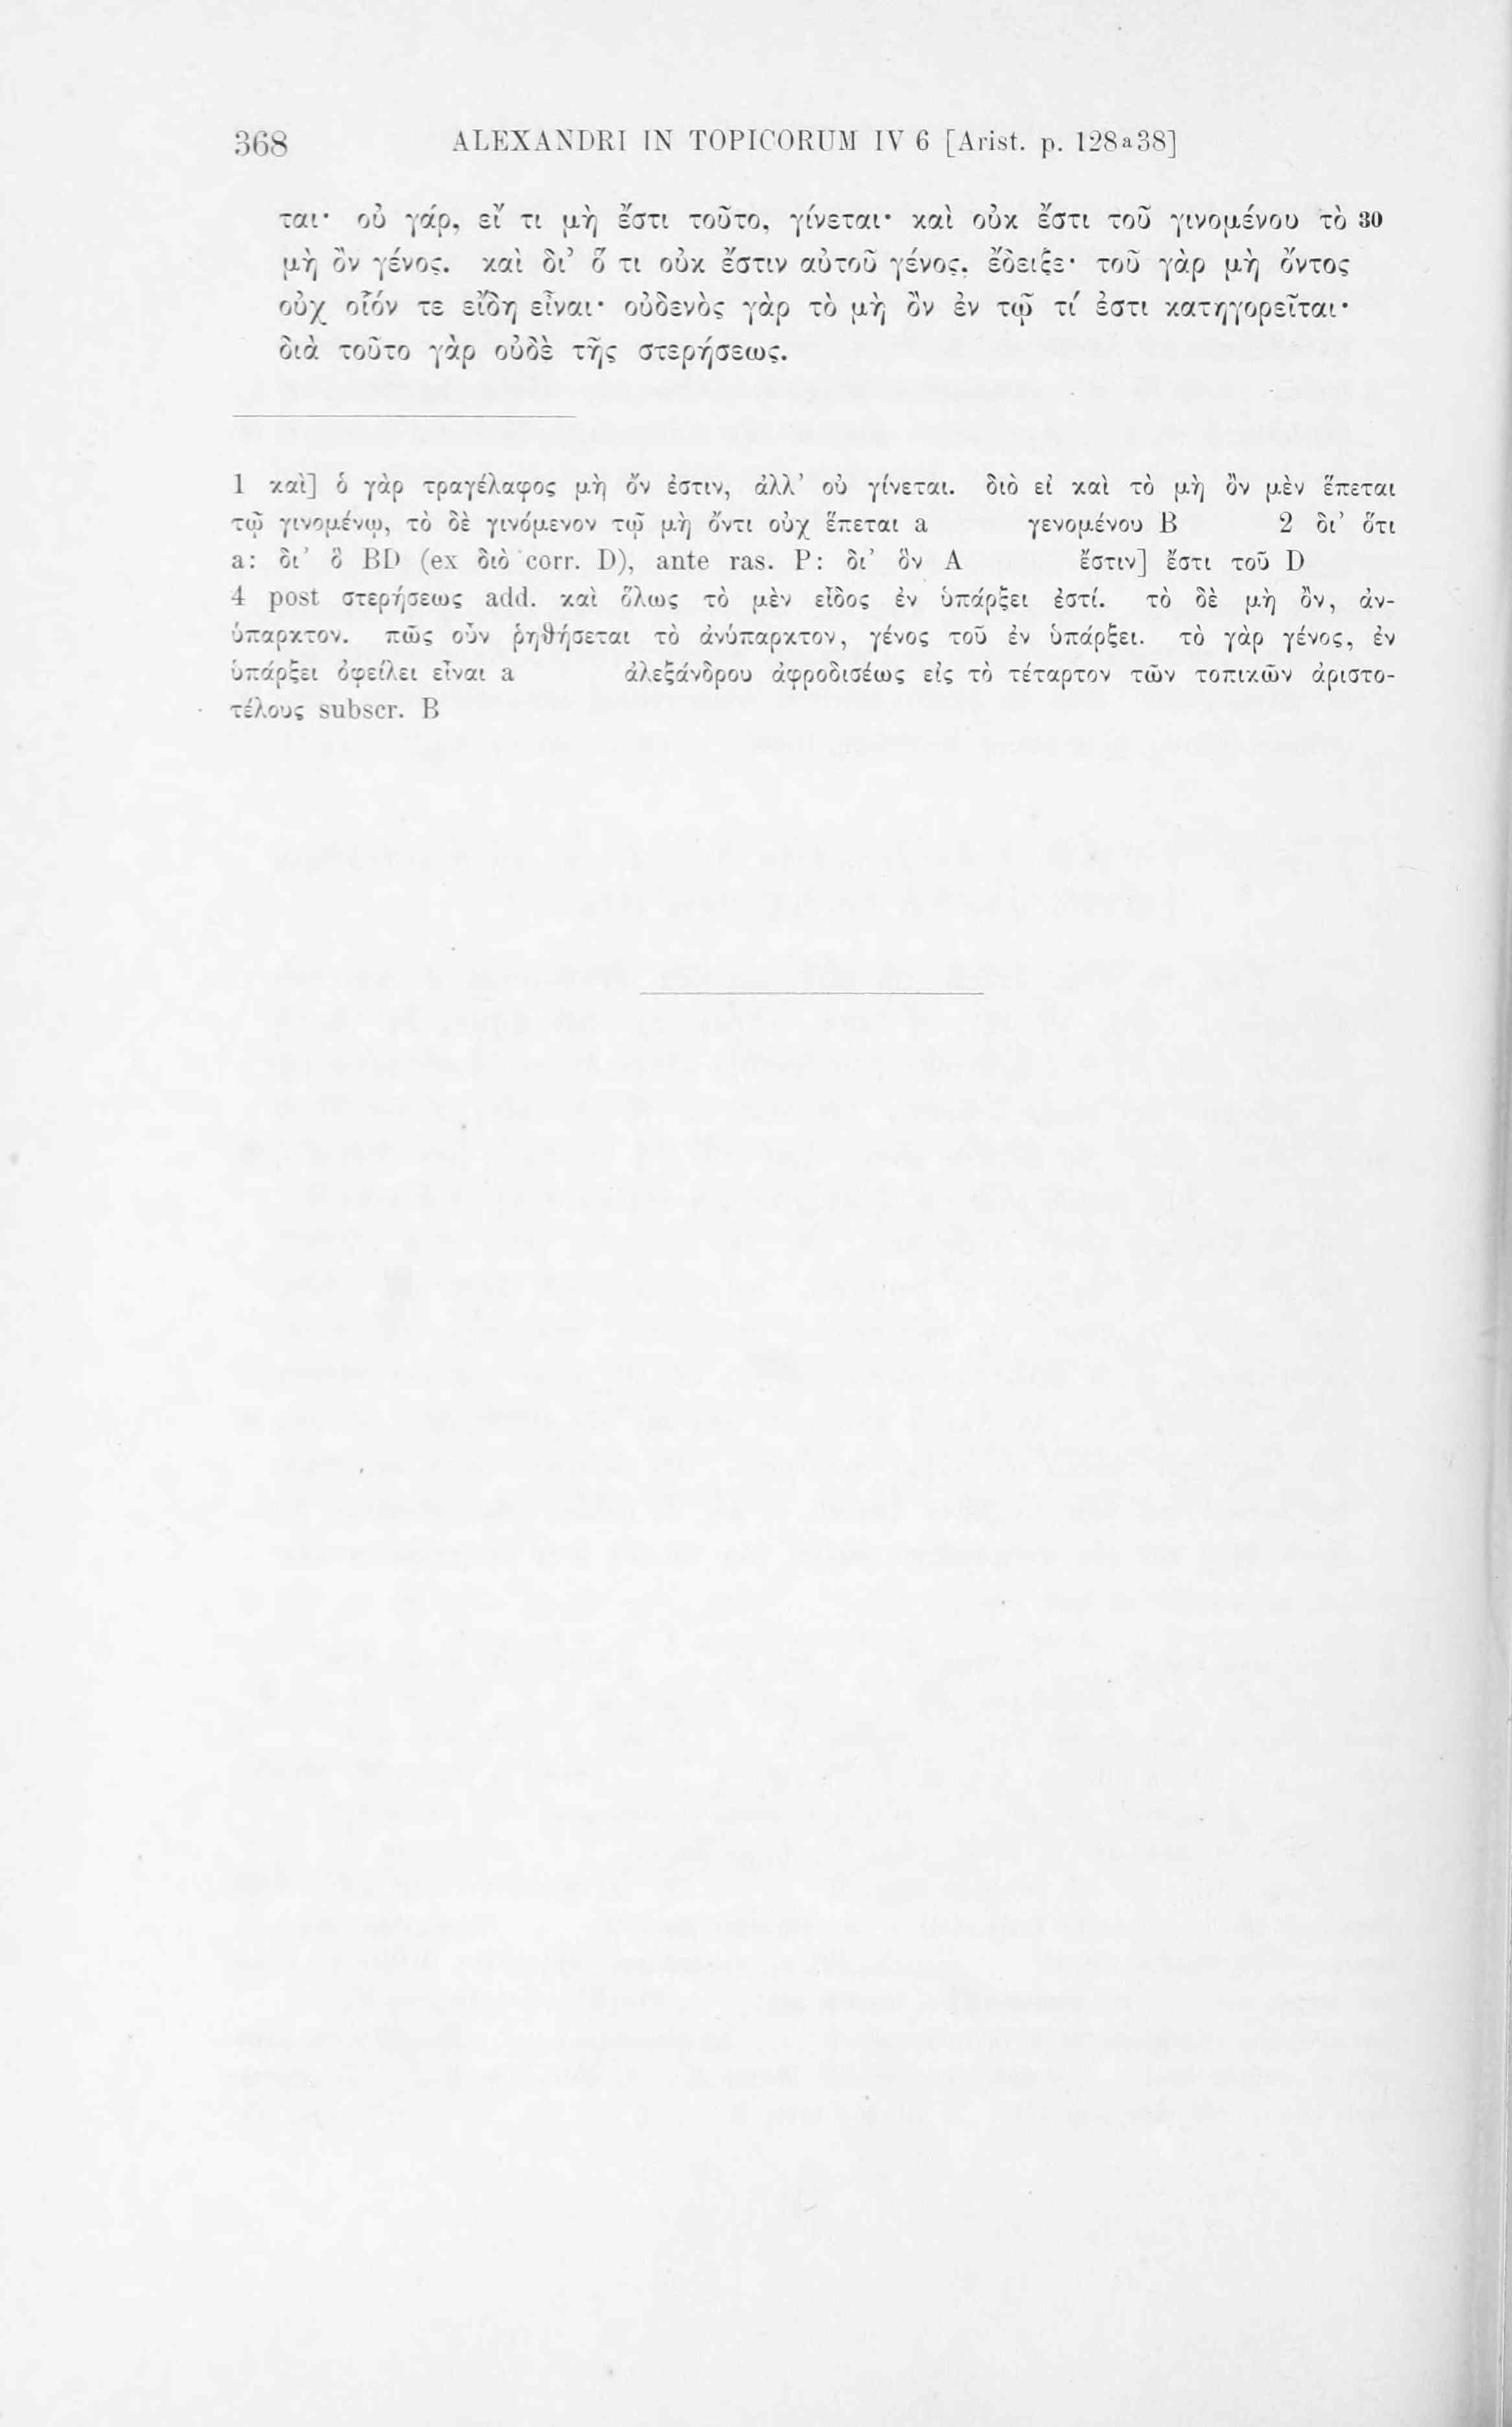 368 ALEXANDRI IN TOPICORUM IV 6 [Arist. p. 128a38]
ται· οὐ γάρ, εἴ τι μὴ ἔστι τοῦτο, γίνεται· καὶ οὐκ ἔστι τοῦ γινομένου τὸ 30
μὴ ὂν γένος. καὶ δι’ ὅ τι οὐκ ἔστιν αὐτοῦ γένος, ἔδειξε· τοῦ γὰρ μὴ ὄντος
οὐχ οἷόν τε εἴδη εἶναι· οὐδενὸς γὰρ τὸ μὴ ὂν ἐν τῷ τί ἐστι κατηγορεῖται·
διὰ τοῦτο γὰρ οὐδὲ τῆς στερήσεως.
1 καὶ] ὁ γὰρ τραγέλαφος μὴ ὄν ἐστιν, ἀλλ’ οὐ γίνεται. διὸ εἰ καὶ τὸ μὴ ὂν μὲν ἕπεται
τῷ γινομένῳ, τὸ δὲ γινόμενον τῷ μὴ ὄντι οὐχ ἕπεται a γενομένου B 2 δι’ ὅτι
a: δι’ ὃ BD (ex διὸ corr. D), ante ras. P: δι’ ὃν A ἔστιν] ἔστι τοῦ D
4 post στερήσεως add. καὶ ὅλως τὸ μὲν εἶδος ἐν ὑπάρξει ἐστί. τὸ δὲ μὴ ὂν, ἀν-
ύπαρκτον. πῶς οὖν ῥηθήσεται τὸ ἀνύπαρκτον, γένος τοῦ ἐν ὑπάρξει. τὸ γὰρ γένος, ἐν
ὑπάρξει ὀφείλει εἶναι a ἀλεξάνδρου ἀφροδισέως εἰς τὸ τέταρτον τῶν τοπικῶν ἀριστο-
τέλους subscr. B